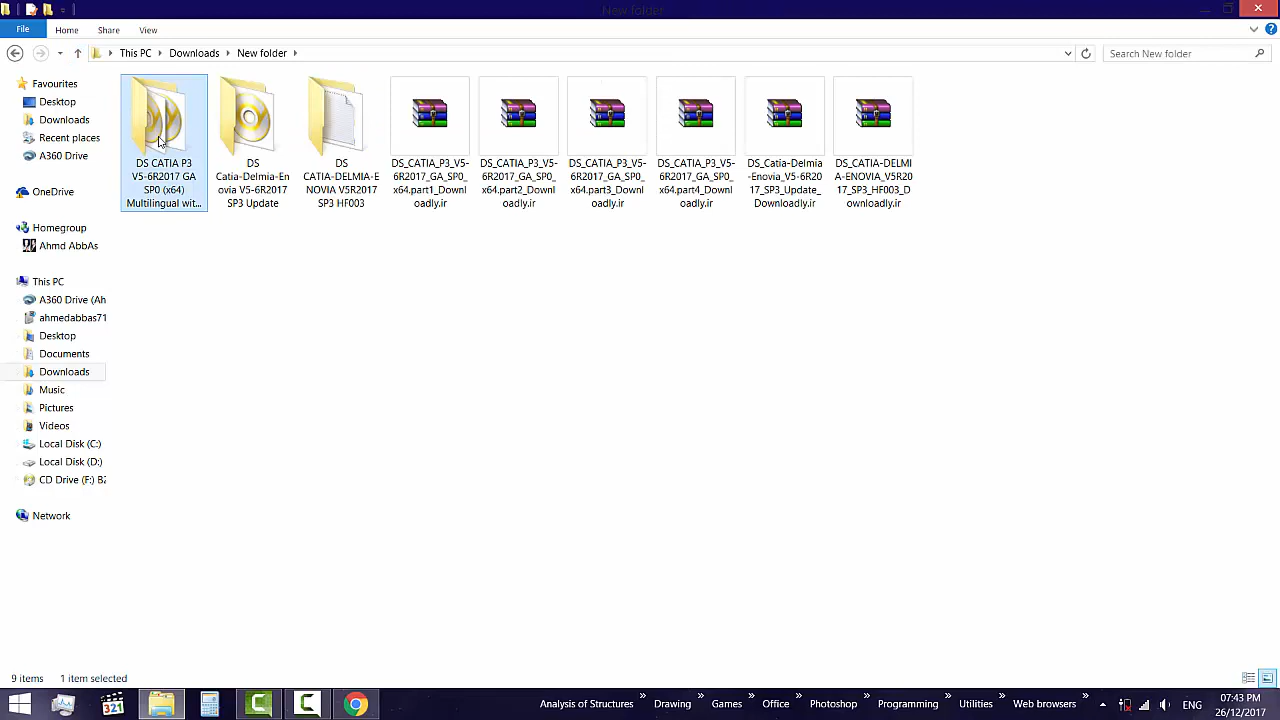 New folder
File Home Share View
This PC Downloads New folder
Search New folder
Favourites
Desktop
Downloads
Recent places
A360 Drive
OneDrive
Homegroup
Ahmd AbbAs
This PC
A360 Drive (Ah
ahmedabbas71
Desktop
Documents
Downloads
Music
Pictures
Videos
Local Disk (C:)
Local Disk (D:)
CD Drive (F:) B2
Network
DS CATIA P3
V5-6R2017 GA
SP0 (x64)
Multilingual wit...
DS
Catia-Delmia-En
ovia V5-6R2017
SP3 Update
DS
CATIA-DELMIA-E
NOVIA V5R2017
SP3 HF003
DS_CATIA_P3_V5-
6R2017_GA_SP0_
x64.part1_Downl
oadly.ir
DS_CATIA_P3_V5-
6R2017_GA_SP0_
x64.part2_Downl
oadly.ir
DS_CATIA_P3_V5-
6R2017_GA_SP0_
x64.part3_Downl
oadly.ir
DS_CATIA_P3_V5-
6R2017_GA_SP0_
x64.part4_Downl
oadly.ir
DS_Catia-Delmia
-Enovia_V5-6R20
17_SP3_Update_
Downloadly.ir
DS_CATIA-DELMI
A-ENOVIA_V5R20
17_SP3_HF003_D
ownloadly.ir
9 items 1 item selected
321
Analysis of Structures » Drawing » Games » Office » Photoshop » Programming » Utilities » Web browsers »
ENG
07:43 PM
26/12/2017